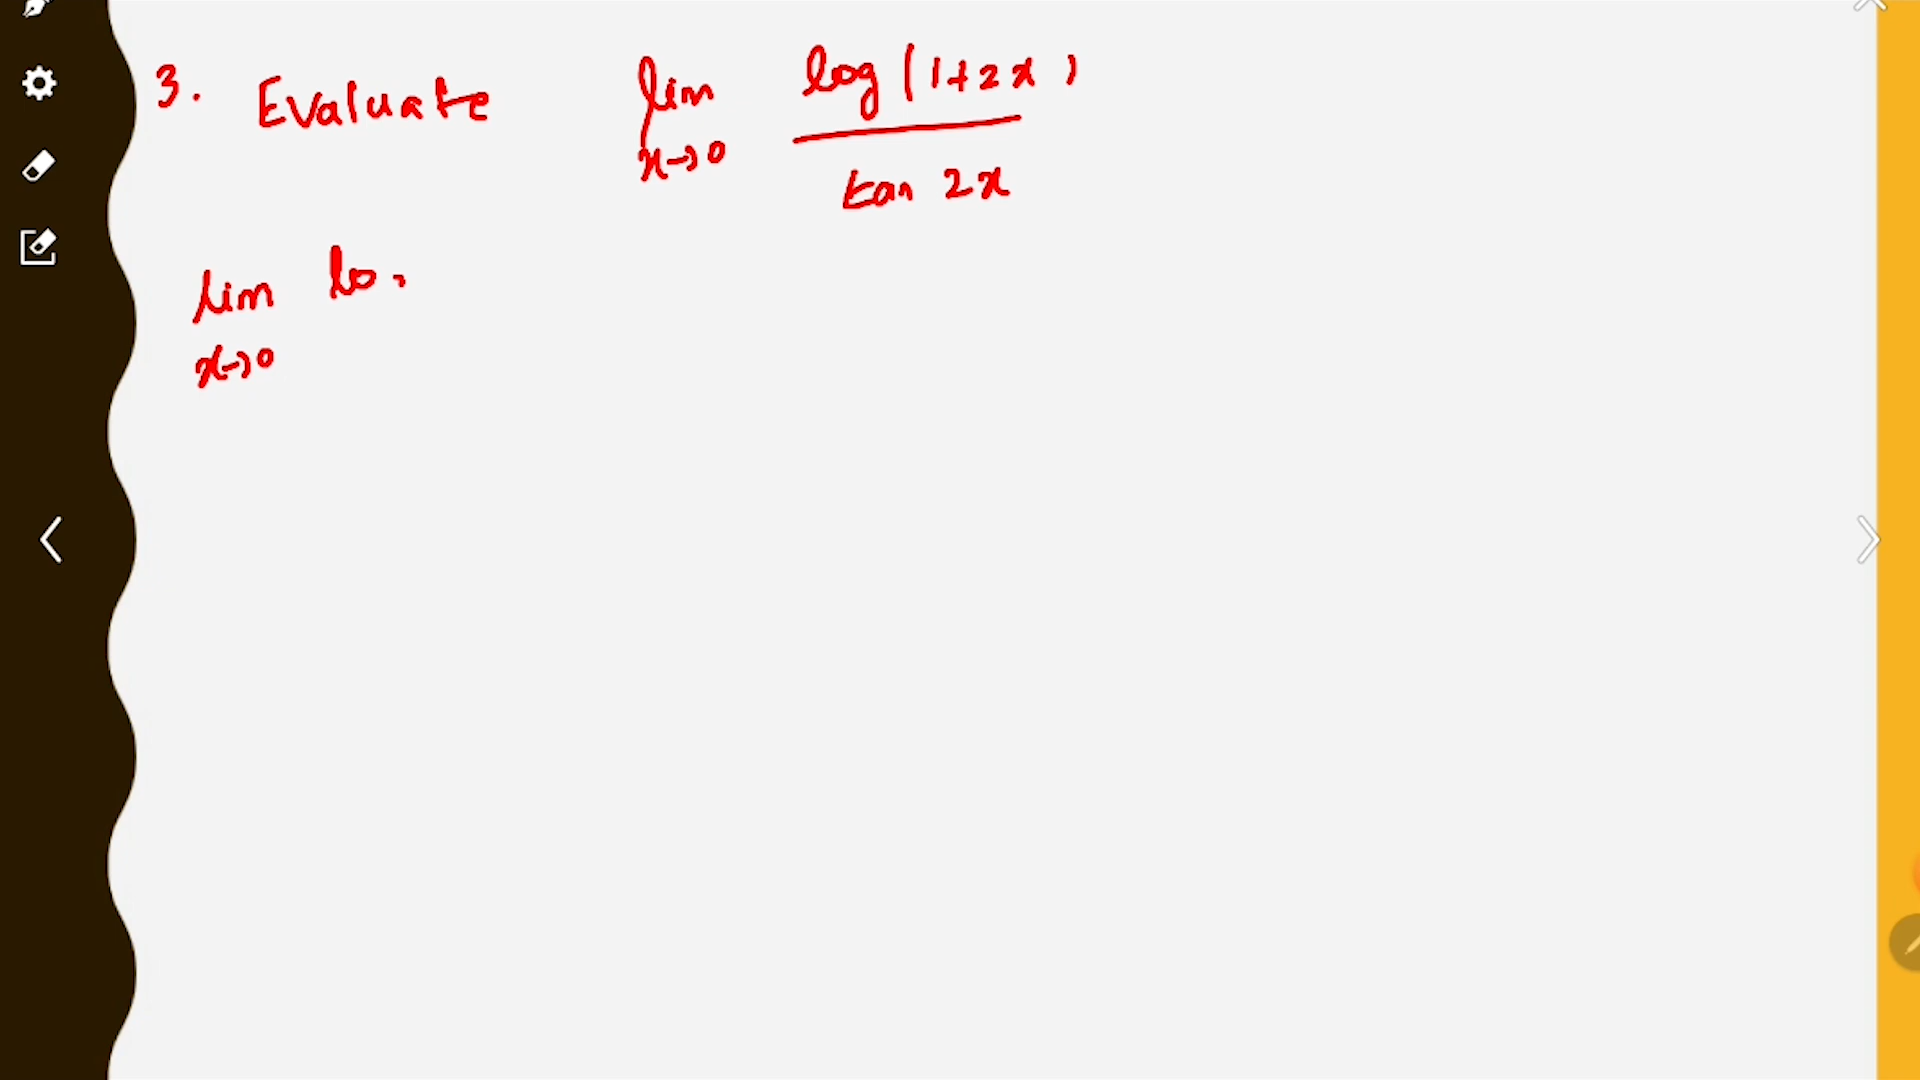 3. Evaluate lim x→0 log(1+2x) / tan 2x
lim x→0 lo